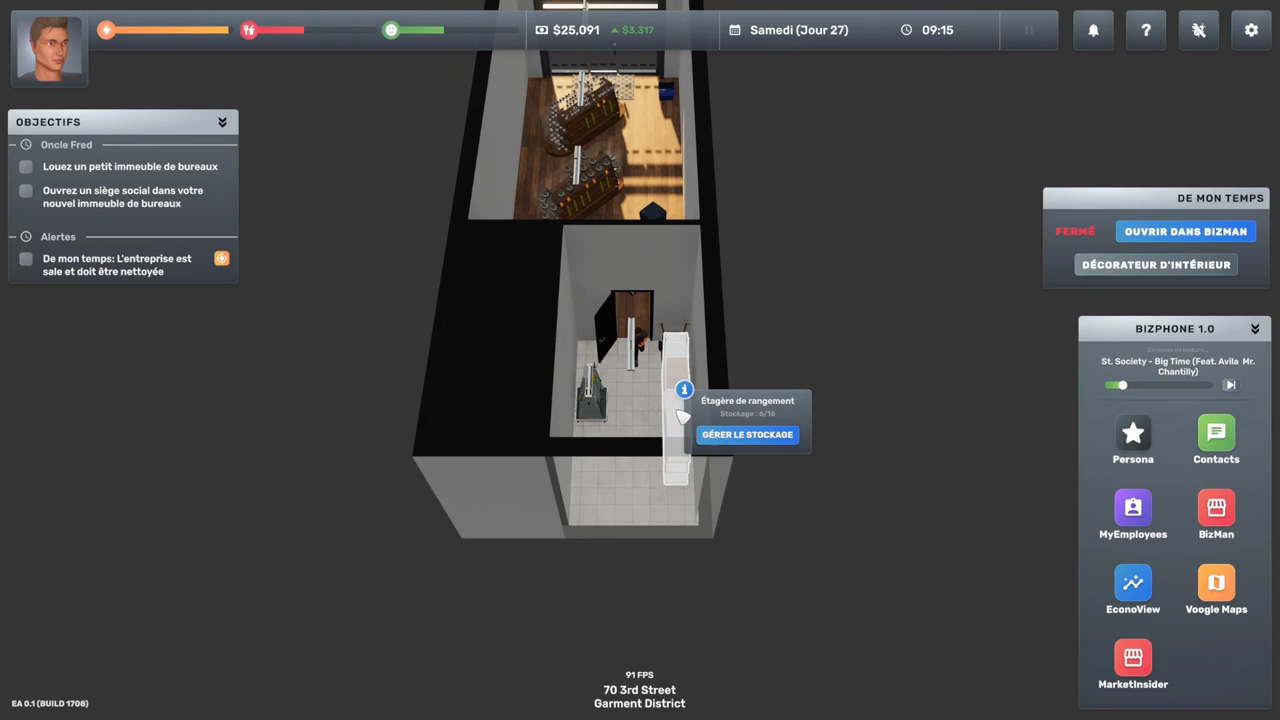 $25,091
$3,317
Samedi (Jour 27)
09:15
?
OBJECTIFS
Oncle Fred
Louez un petit immeuble de bureaux
Ouvrez un siège social dans votre
nouvel immeuble de bureaux
Alertes
De mon temps: L'entreprise est
sale et doit être nettoyée
DE MON TEMPS
FERMÉ
OUVRIR DANS BIZMAN
DÉCORATEUR D'INTÉRIEUR
Étagère de rangement
Stockage : 6/16
GÉRER LE STOCKAGE
BIZPHONE 1.0
En cours de lecture...
St. Society - Big Time (Feat. Avila Mr.
Chantilly)
Persona
Contacts
MyEmployees
BizMan
EconoView
Voogle Maps
MarketInsider
91 FPS
70 3rd Street
Garment District
EA 0.1 (BUILD 1708)